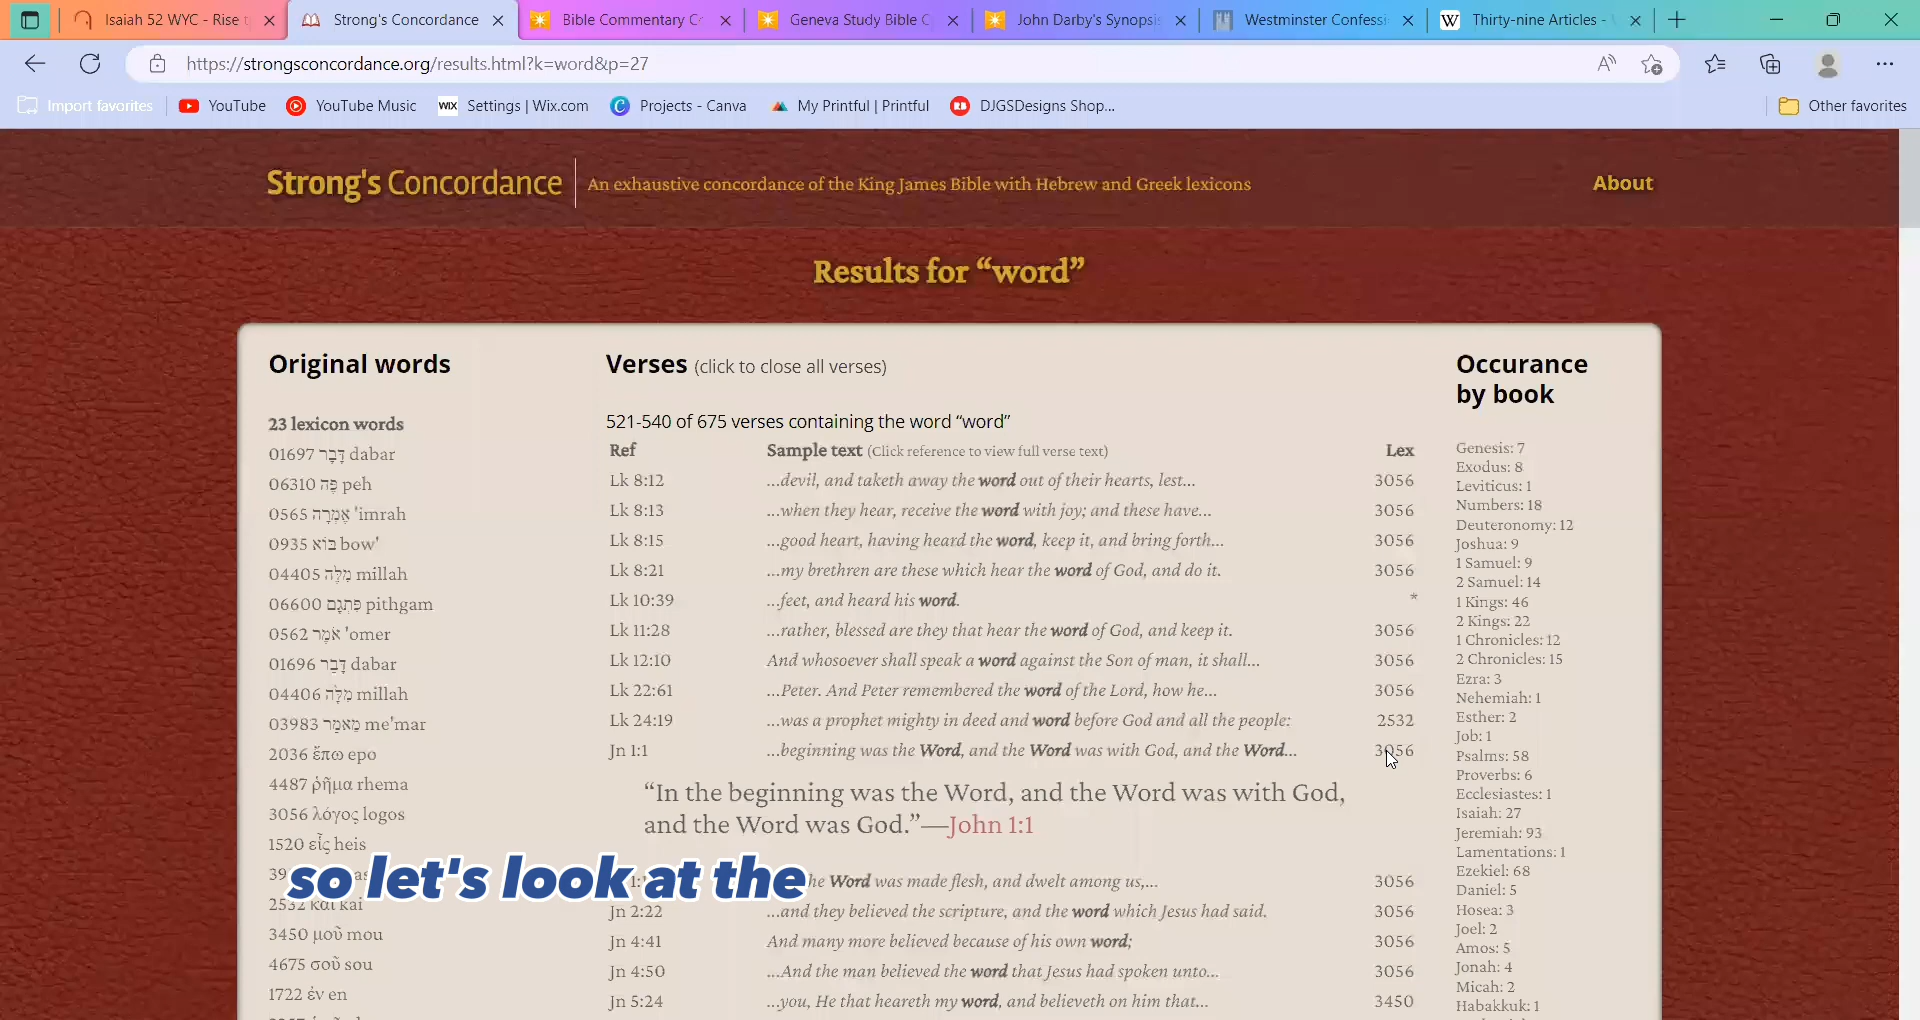 Isaiah 52 WYC - Rise t
Strong's Concordance
Bible Commentary C
Geneva Study Bible C
John Darby's Synopsis
Westminster Confessi
Thirty-nine Articles -
https://strongsconcordance.org/results.html?k=word&p=27
Import favorites
YouTube
YouTube Music
WIX Settings | Wix.com
Projects - Canva
My Printful | Printful
DJGSDesigns Shop...
Other favorites
Strong's Concordance
An exhaustive concordance of the King James Bible with Hebrew and Greek lexicons
About
Results for “word”
Original words
23 lexicon words
01697 דָּבָר dabar
06310 פֶּה peh
0565 אִמְרָה 'imrah
0935 בּוֹא bow'
04405 מִלָּה millah
06600 פִּתְגָם pithgam
0562 אֹמֶר 'omer
01696 דָּבַר dabar
04406 מִלָּה millah
03983 מֵאמַר me'mar
2036 ἔπω epo
4487 ῥῆμα rhema
3056 λόγος logos
1520 εἷς heis
2532 καί kai
3450 μοῦ mou
4675 σοῦ sou
1722 ἐν en
Verses (click to close all verses)
521-540 of 675 verses containing the word “word”
Ref Sample text (Click reference to view full verse text) Lex
Lk 8:12 ...devil, and taketh away the word out of their hearts, lest... 3056
Lk 8:13 ...when they hear, receive the word with joy; and these have... 3056
Lk 8:15 ...good heart, having heard the word, keep it, and bring forth... 3056
Lk 8:21 ...my brethren are these which hear the word of God, and do it. 3056
Lk 10:39 ...feet, and heard his word. *
Lk 11:28 ...rather, blessed are they that hear the word of God, and keep it. 3056
Lk 12:10 And whosoever shall speak a word against the Son of man, it shall... 3056
Lk 22:61 ...Peter. And Peter remembered the word of the Lord, how he... 3056
Lk 24:19 ...was a prophet mighty in deed and word before God and all the people: 2532
Jn 1:1 ...beginning was the Word, and the Word was with God, and the Word... 3056
“In the beginning was the Word, and the Word was with God,
and the Word was God.”—John 1:1
he Word was made flesh, and dwelt among us,... 3056
Jn 2:22 ...and they believed the scripture, and the word which Jesus had said. 3056
Jn 4:41 And many more believed because of his own word; 3056
Jn 4:50 ...And the man believed the word that Jesus had spoken unto... 3056
Jn 5:24 ...you, He that heareth my word, and believeth on him that... 3450
Occurance
by book
Genesis: 7
Exodus: 8
Leviticus: 1
Numbers: 18
Deuteronomy: 12
Joshua: 9
1 Samuel: 9
2 Samuel: 14
1 Kings: 46
2 Kings: 22
1 Chronicles: 12
2 Chronicles: 15
Ezra: 3
Nehemiah: 1
Esther: 2
Job: 1
Psalms: 58
Proverbs: 6
Ecclesiastes: 1
Isaiah: 27
Jeremiah: 93
Lamentations: 1
Ezekiel: 68
Daniel: 5
Hosea: 3
Joel: 2
Amos: 5
Jonah: 4
Micah: 2
Habakkuk: 1
so let's look at the